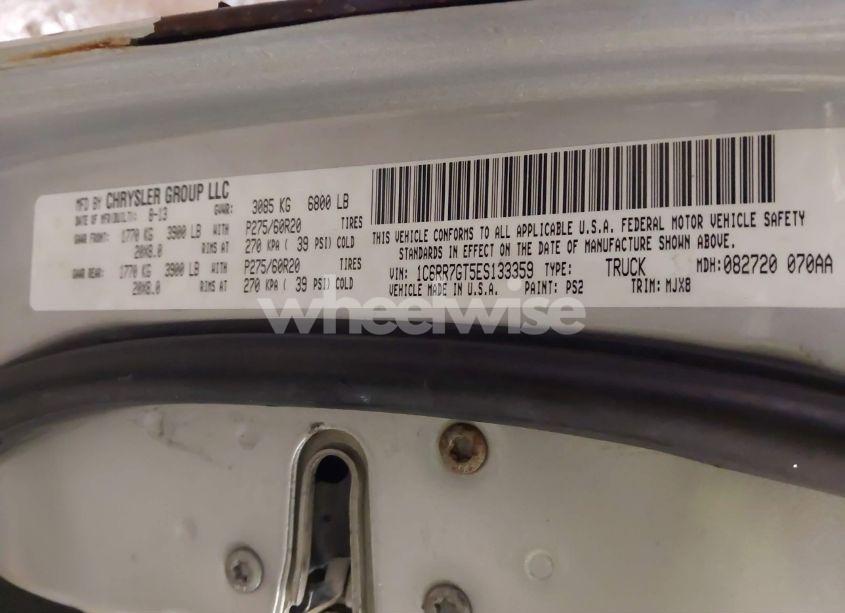 MFD BY CHRYSLER GROUP LLC
DATE OF MFR(BUILT): 8-13 GVWR: 3085 KG 6800 LB
GAWR FRONT: 1770 KG 3900 LB WITH P275/60R20 TIRES
20X8.0 RIMS AT 270 KPA ( 39 PSI) COLD
GAWR REAR: 1770 KG 3900 LB WITH P275/60R20 TIRES
20X8.0 RIMS AT 270 KPA ( 39 PSI) COLD
THIS VEHICLE CONFORMS TO ALL APPLICABLE U.S.A. FEDERAL MOTOR VEHICLE SAFETY
STANDARDS IN EFFECT ON THE DATE OF MANUFACTURE SHOWN ABOVE.
VIN: 1C6RR7GT5ES133359 TYPE: TRUCK MDH:082720 070AA
VEHICLE MADE IN U.S.A. PAINT: PS2 TRIM: MJX8
wheelwise